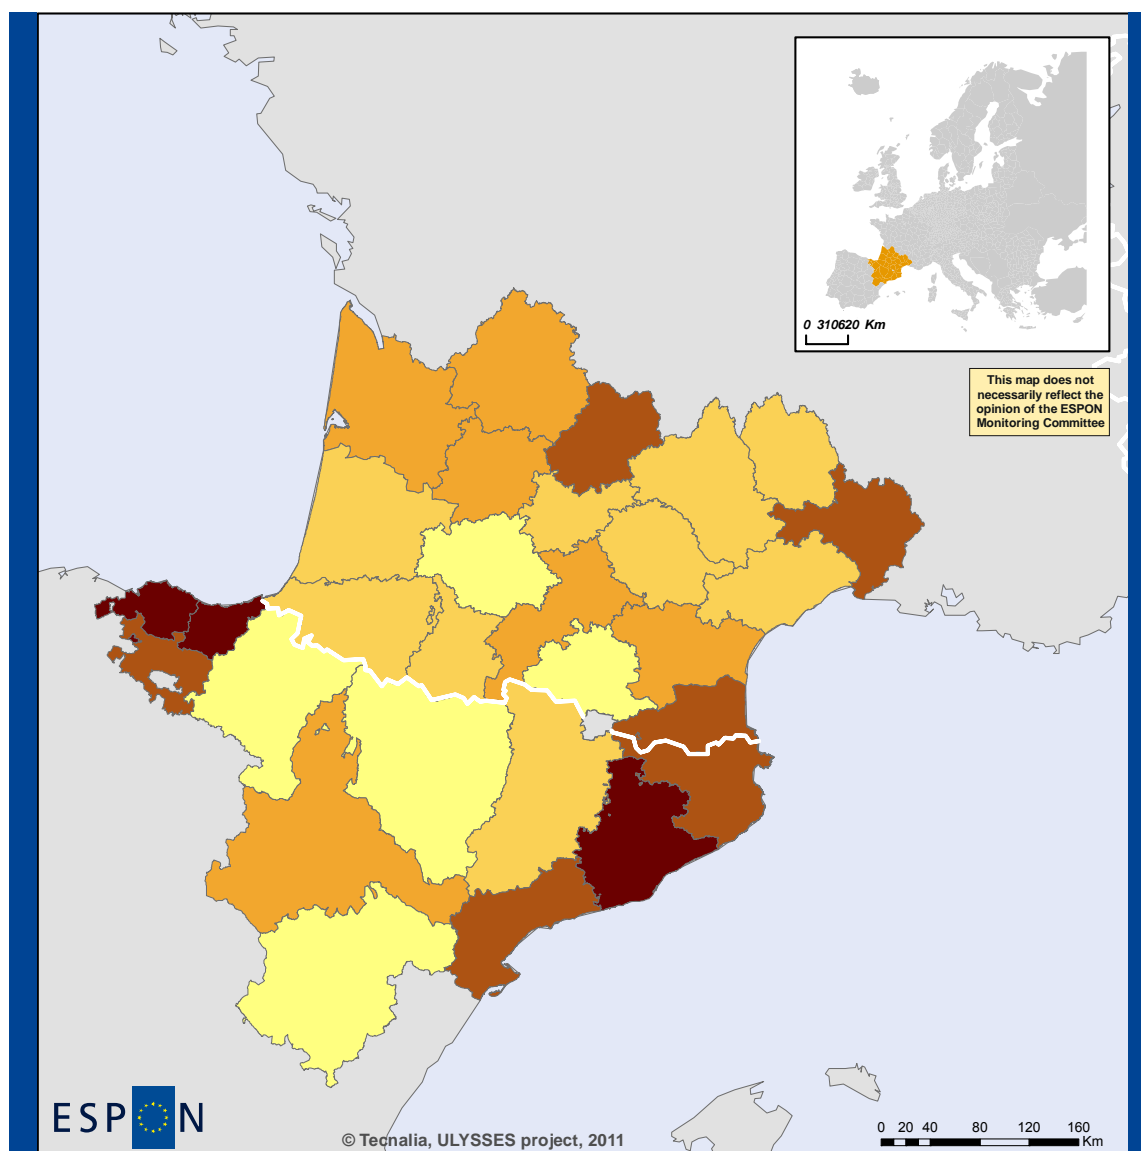 0 310620 Km
This map does not
necessarily reflect the
opinion of the ESPON
Monitoring Committee
ESPON
© Tecnalia, ULYSSES project, 2011
0 20 40 80 120 160
Km